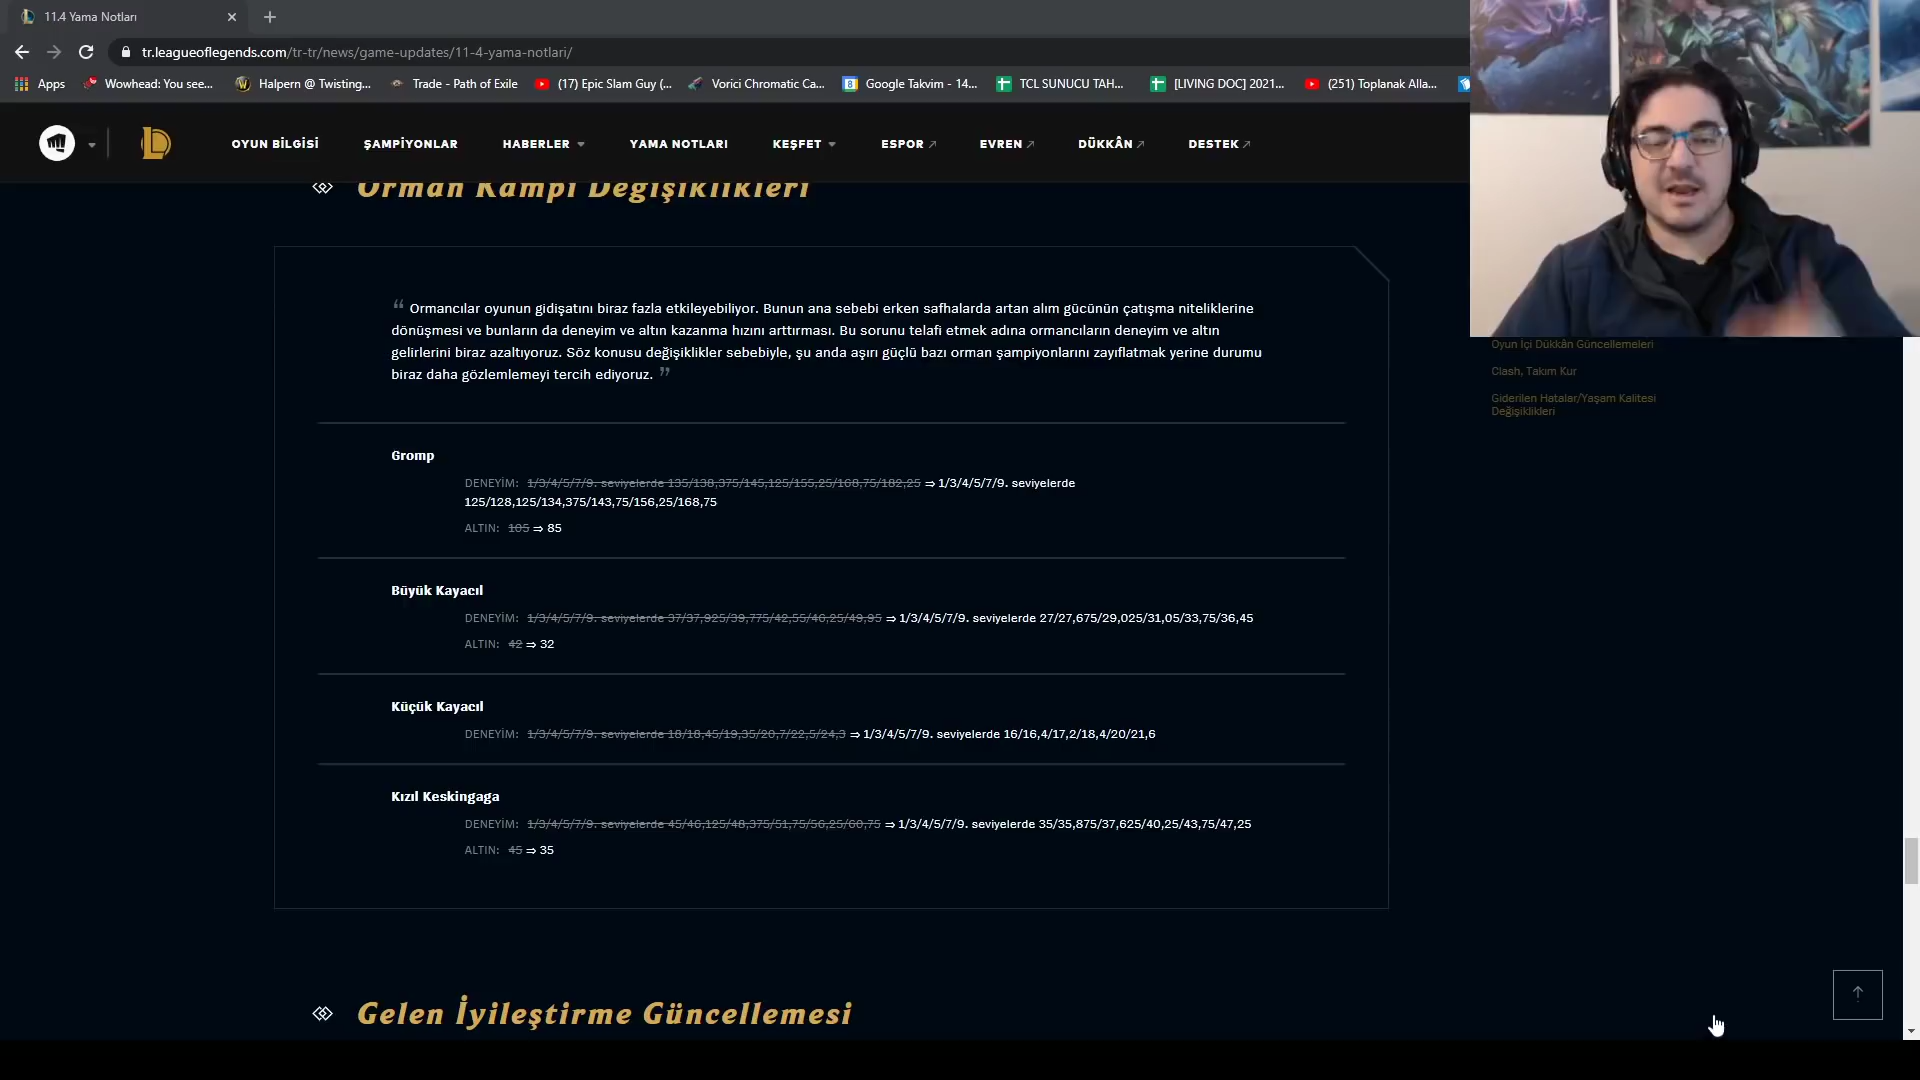 11.4 Yama Notları
tr.leagueoflegends.com/tr-tr/news/game-updates/11-4-yama-notlari/
Apps Wowhead: You see... Halpern @ Twisting... Trade - Path of Exile (17) Epic Slam Guy (... Vorici Chromatic Ca... Google Takvim - 14... TCL SUNUCU TAH... [LIVING DOC] 2021... (251) Toplanak Alla...
OYUN BİLGİSİ ŞAMPİYONLAR HABERLER YAMA NOTLARI KEŞFET ESPOR EVREN DÜKKÂN DESTEK
Orman Kampı Değişiklikleri
“ Ormancılar oyunun gidişatını biraz fazla etkileyebiliyor. Bunun ana sebebi erken safhalarda artan alım gücünün çatışma niteliklerine
dönüşmesi ve bunların da deneyim ve altın kazanma hızını arttırması. Bu sorunu telafi etmek adına ormancıların deneyim ve altın
gelirlerini biraz azaltıyoruz. Söz konusu değişiklikler sebebiyle, şu anda aşırı güçlü bazı orman şampiyonlarını zayıflatmak yerine durumu
biraz daha gözlemlemeyi tercih ediyoruz. ”
Gromp
DENEYİM: 1/3/4/5/7/9. seviyelerde 135/138,375/145,125/155,25/168,75/182,25 ⇒ 1/3/4/5/7/9. seviyelerde
125/128,125/134,375/143,75/156,25/168,75
ALTIN: 105 ⇒ 85
Büyük Kayacıl
DENEYİM: 1/3/4/5/7/9. seviyelerde 37/37,925/39,775/42,55/46,25/49,95 ⇒ 1/3/4/5/7/9. seviyelerde 27/27,675/29,025/31,05/33,75/36,45
ALTIN: 42 ⇒ 32
Küçük Kayacıl
DENEYİM: 1/3/4/5/7/9. seviyelerde 18/18,45/19,35/20,7/22,5/24,3 ⇒ 1/3/4/5/7/9. seviyelerde 16/16,4/17,2/18,4/20/21,6
Kızıl Keskingaga
DENEYİM: 1/3/4/5/7/9. seviyelerde 45/46,125/48,375/51,75/56,25/60,75 ⇒ 1/3/4/5/7/9. seviyelerde 35/35,875/37,625/40,25/43,75/47,25
ALTIN: 45 ⇒ 35
Gelen İyileştirme Güncellemesi
Oyun İçi Dükkân Güncellemeleri
Clash, Takım Kur
Giderilen Hatalar/Yaşam Kalitesi
Değişiklikleri